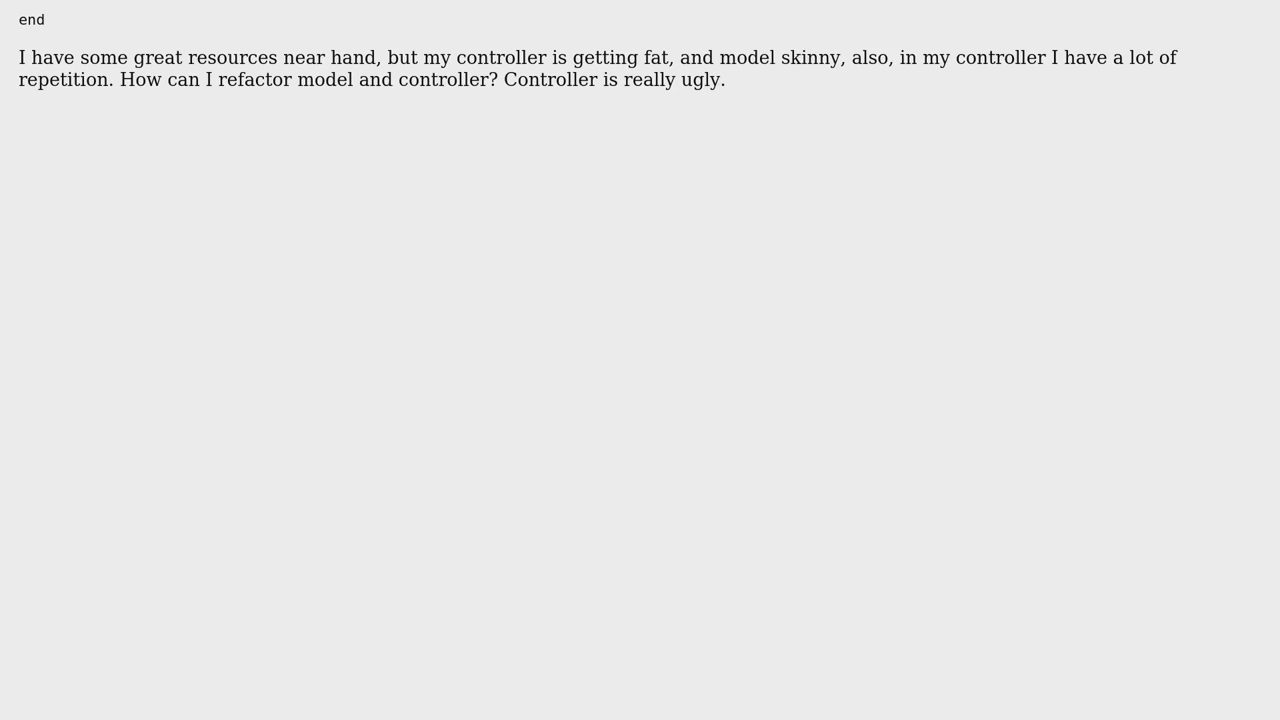 end
I have some great resources near hand, but my controller is getting fat, and model skinny, also, in my controller I have a lot of
repetition. How can I refactor model and controller? Controller is really ugly.